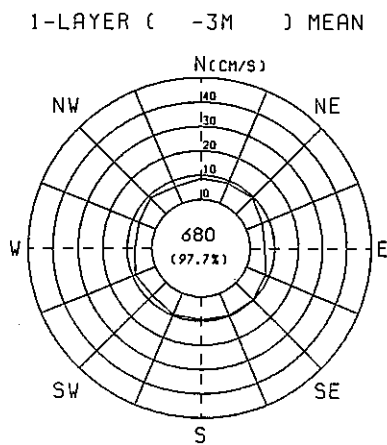 1-LAYER ( -3M ) MEAN
N(CM/S)
NW
NE
40
30
20
10
0
W
680
E
(97.7%)
SW
SE
S